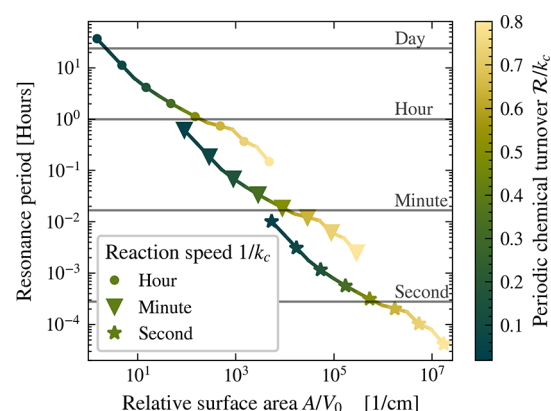 Day
Hour
Minute
Second
Resonance period [Hours]
10¹
10⁰
10⁻¹
10⁻²
10⁻³
10⁻⁴
Reaction speed 1/k_c
Hour
Minute
Second
10¹ 10³ 10⁵ 10⁷
Relative surface area A/V₀ [1/cm]
0.8
0.7
0.6
0.5
0.4
0.3
0.2
0.1
Periodic chemical turnover ℛ/k_c